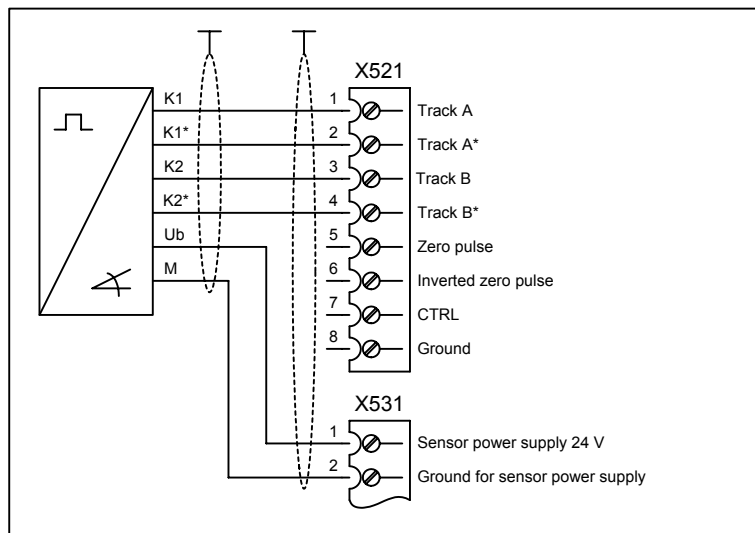 X521
K1 1 Track A
K1* 2 Track A*
K2 3 Track B
K2* 4 Track B*
Ub 5 Zero pulse
M 6 Inverted zero pulse
7 CTRL
8 Ground
X531
1 Sensor power supply 24 V
2 Ground for sensor power supply